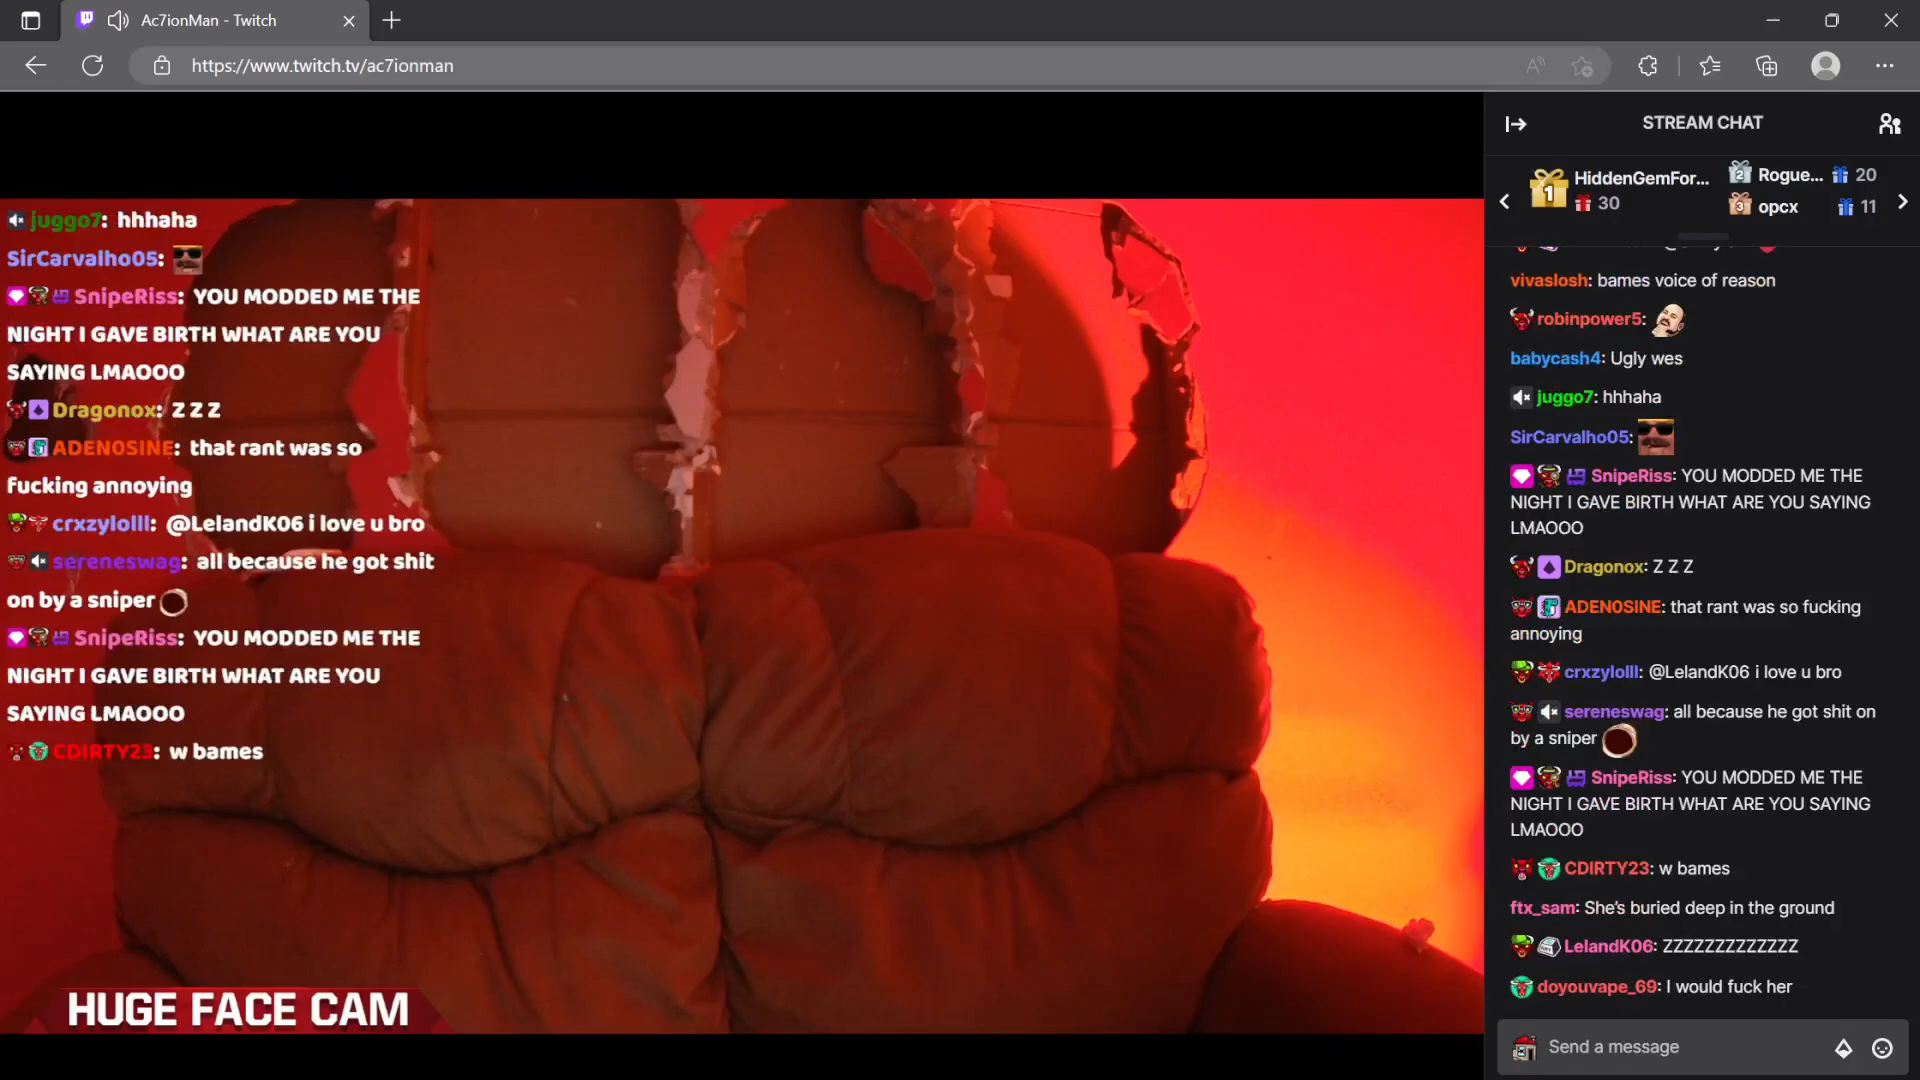 Ac7ionMan - Twitch
https://www.twitch.tv/ac7ionman
juggo7: hhhaha
SirCarvalho05:
SnipeRiss: YOU MODDED ME THE
NIGHT I GAVE BIRTH WHAT ARE YOU
SAYING LMAOOO
Dragonox: Z Z Z
ADEN0SINE: that rant was so
fucking annoying
crxzylolll: @LelandK06 i love u bro
sereneswag: all because he got shit
on by a sniper
SnipeRiss: YOU MODDED ME THE
NIGHT I GAVE BIRTH WHAT ARE YOU
SAYING LMAOOO
CDIRTY23: w bames
HUGE FACE CAM
STREAM CHAT
1
HiddenGemFor...
30
2 Rogue... 20
3 opcx 11
vivaslosh: bames voice of reason
robinpower5:
babycash4: Ugly wes
juggo7: hhhaha
SirCarvalho05:
SnipeRiss: YOU MODDED ME THE
NIGHT I GAVE BIRTH WHAT ARE YOU SAYING
LMAOOO
Dragonox: Z Z Z
ADEN0SINE: that rant was so fucking
annoying
crxzylolll: @LelandK06 i love u bro
sereneswag: all because he got shit on
by a sniper
SnipeRiss: YOU MODDED ME THE
NIGHT I GAVE BIRTH WHAT ARE YOU SAYING
LMAOOO
CDIRTY23: w bames
ftx_sam: She's buried deep in the ground
LelandK06: ZZZZZZZZZZZZZ
doyouvape_69: I would fuck her
Send a message